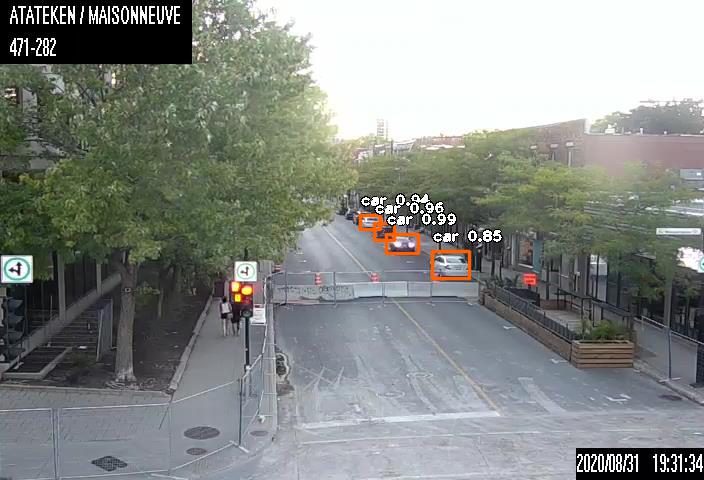 ATATEKEN / MAISONNEUVE
471-282
car 0.94
car 0.96
car 0.99
car 0.85
2020/08/31 19:31:34